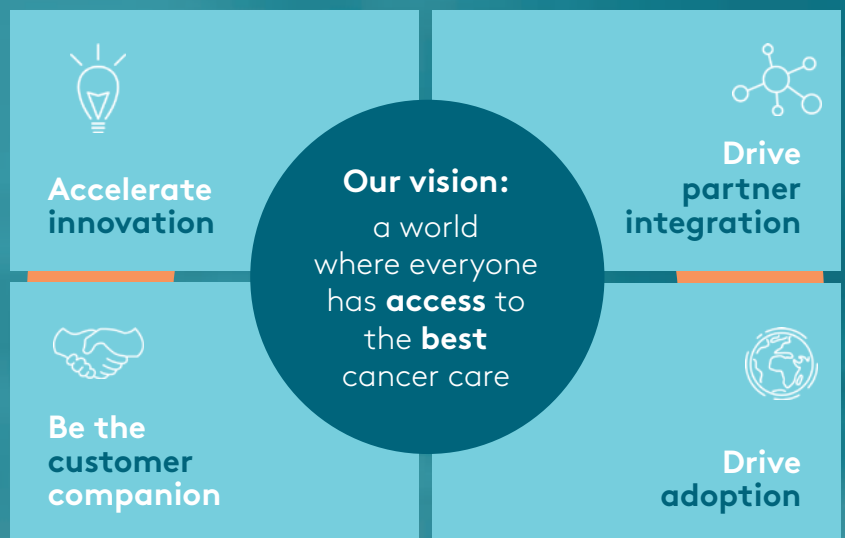 Accelerate
innovation
Drive
partner
integration
Our vision:
a world
where everyone
has access to
the best
cancer care
Be the
customer
companion
Drive
adoption